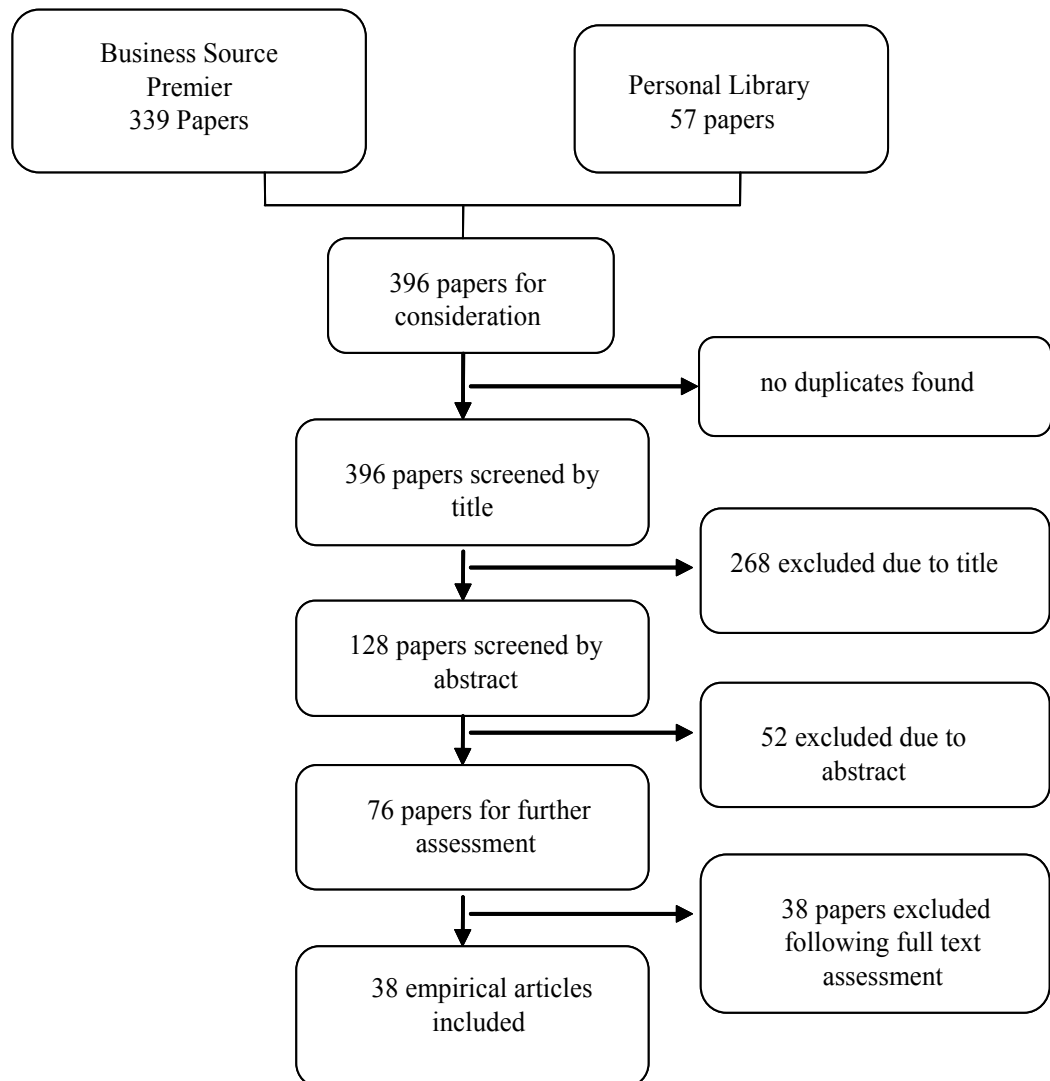 Business Source
Premier
339 Papers
Personal Library
57 papers
396 papers for
consideration
no duplicates found
396 papers screened by
title
268 excluded due to title
128 papers screened by
abstract
52 excluded due to
abstract
76 papers for further
assessment
38 papers excluded
following full text
assessment
38 empirical articles
included